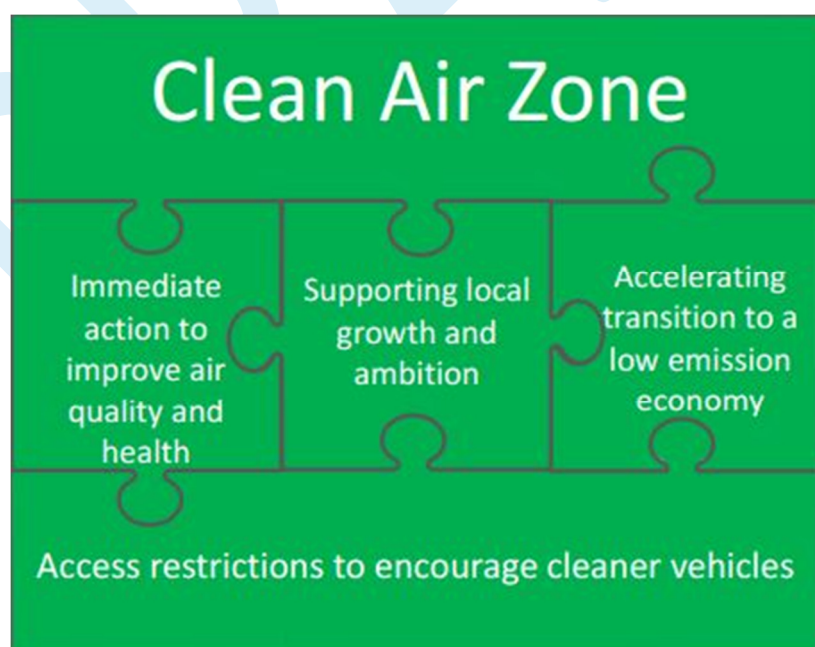 Clean Air Zone
Immediate
action to
improve air
quality and
health
Supporting local
growth and
ambition
Accelerating
transition to a
low emission
economy
Access restrictions to encourage cleaner vehicles